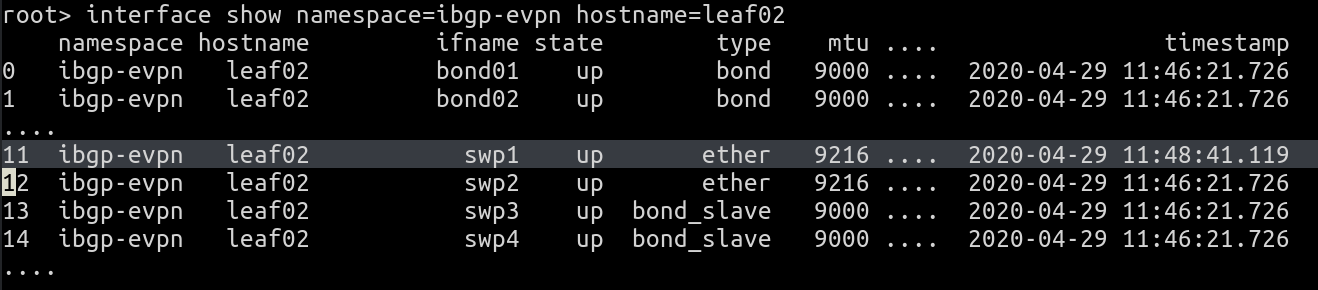 root> interface show namespace=ibgp-evpn hostname=leaf02
namespace hostname ifname state type mtu .... timestamp
0 ibgp-evpn leaf02 bond01 up bond 9000 .... 2020-04-29 11:46:21.726
1 ibgp-evpn leaf02 bond02 up bond 9000 .... 2020-04-29 11:46:21.726
....
11 ibgp-evpn leaf02 swp1 up ether 9216 .... 2020-04-29 11:48:41.119
12 ibgp-evpn leaf02 swp2 up ether 9216 .... 2020-04-29 11:46:21.726
13 ibgp-evpn leaf02 swp3 up bond_slave 9000 .... 2020-04-29 11:46:21.726
14 ibgp-evpn leaf02 swp4 up bond_slave 9000 .... 2020-04-29 11:46:21.726
....